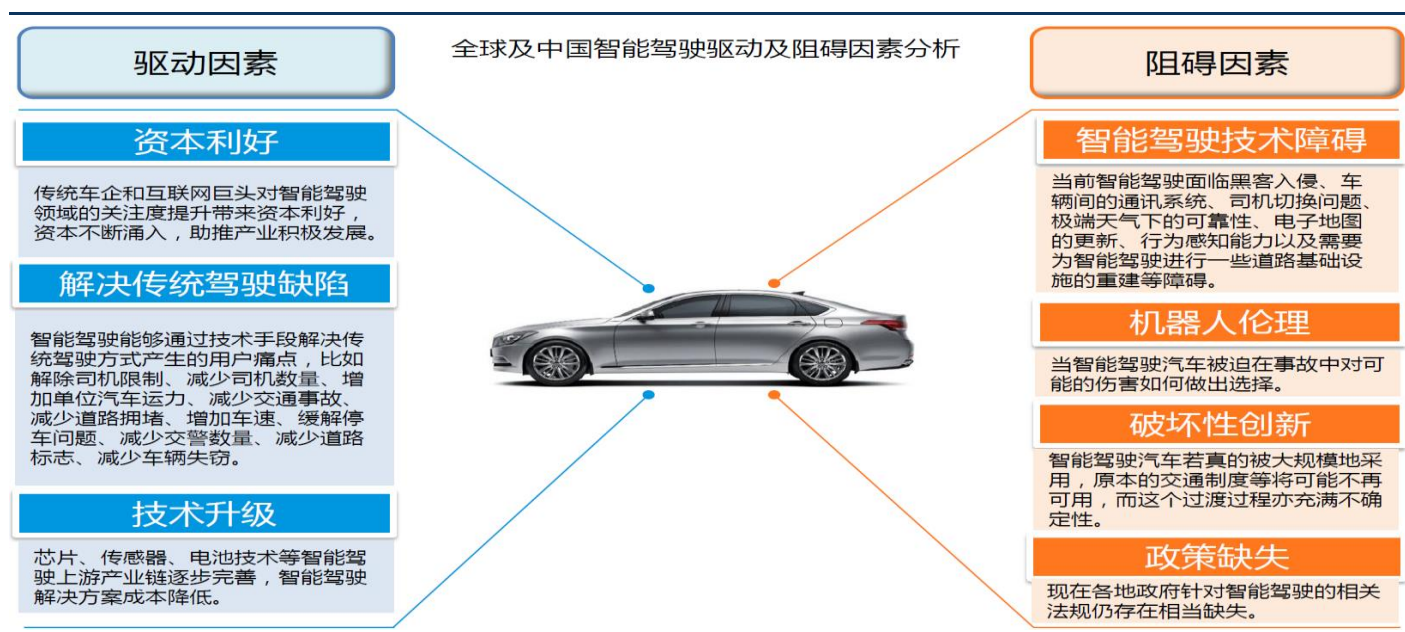 全球及中国智能驾驶驱动及阻碍因素分析
驱动因素
资本利好
传统车企和互联网巨头对智能驾驶
领域的关注度提升带来资本利好，
资本不断涌入，助推产业积极发展。
解决传统驾驶缺陷
智能驾驶能够通过技术手段解决传
统驾驶方式产生的用户痛点，比如
解除司机限制、减少司机数量、增
加单位汽车运力、减少交通事故、
减少道路拥堵、增加车速、缓解停
车问题、减少交警数量、减少道路
标志、减少车辆失窃。
技术升级
芯片、传感器、电池技术等智能驾
驶上游产业链逐步完善，智能驾驶
解决方案成本降低。
阻碍因素
智能驾驶技术障碍
当前智能驾驶面临黑客入侵、车
辆间的通讯系统、司机切换问题、
极端天气下的可靠性、电子地图
的更新、行为感知能力以及需要
为智能驾驶进行一些道路基础设
施的重建等障碍。
机器人伦理
当智能驾驶汽车被迫在事故中对可
能的伤害如何做出选择。
破坏性创新
智能驾驶汽车若真的被大规模地采
用，原本的交通制度等将可能不再
可用，而这个过渡过程亦充满不确
定性。
政策缺失
现在各地政府针对智能驾驶的相关
法规仍存在相当缺失。